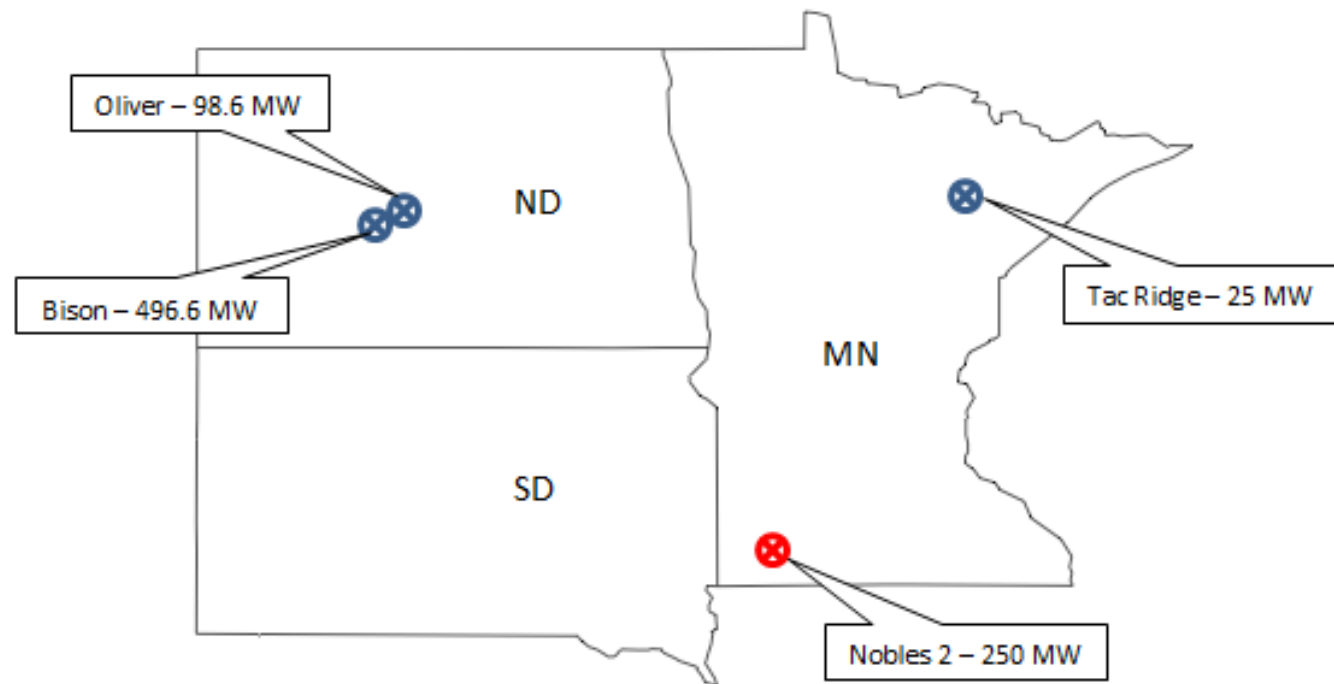 Oliver – 98.6 MW
ND
Bison – 496.6 MW
Tac Ridge – 25 MW
MN
SD
Nobles 2 – 250 MW